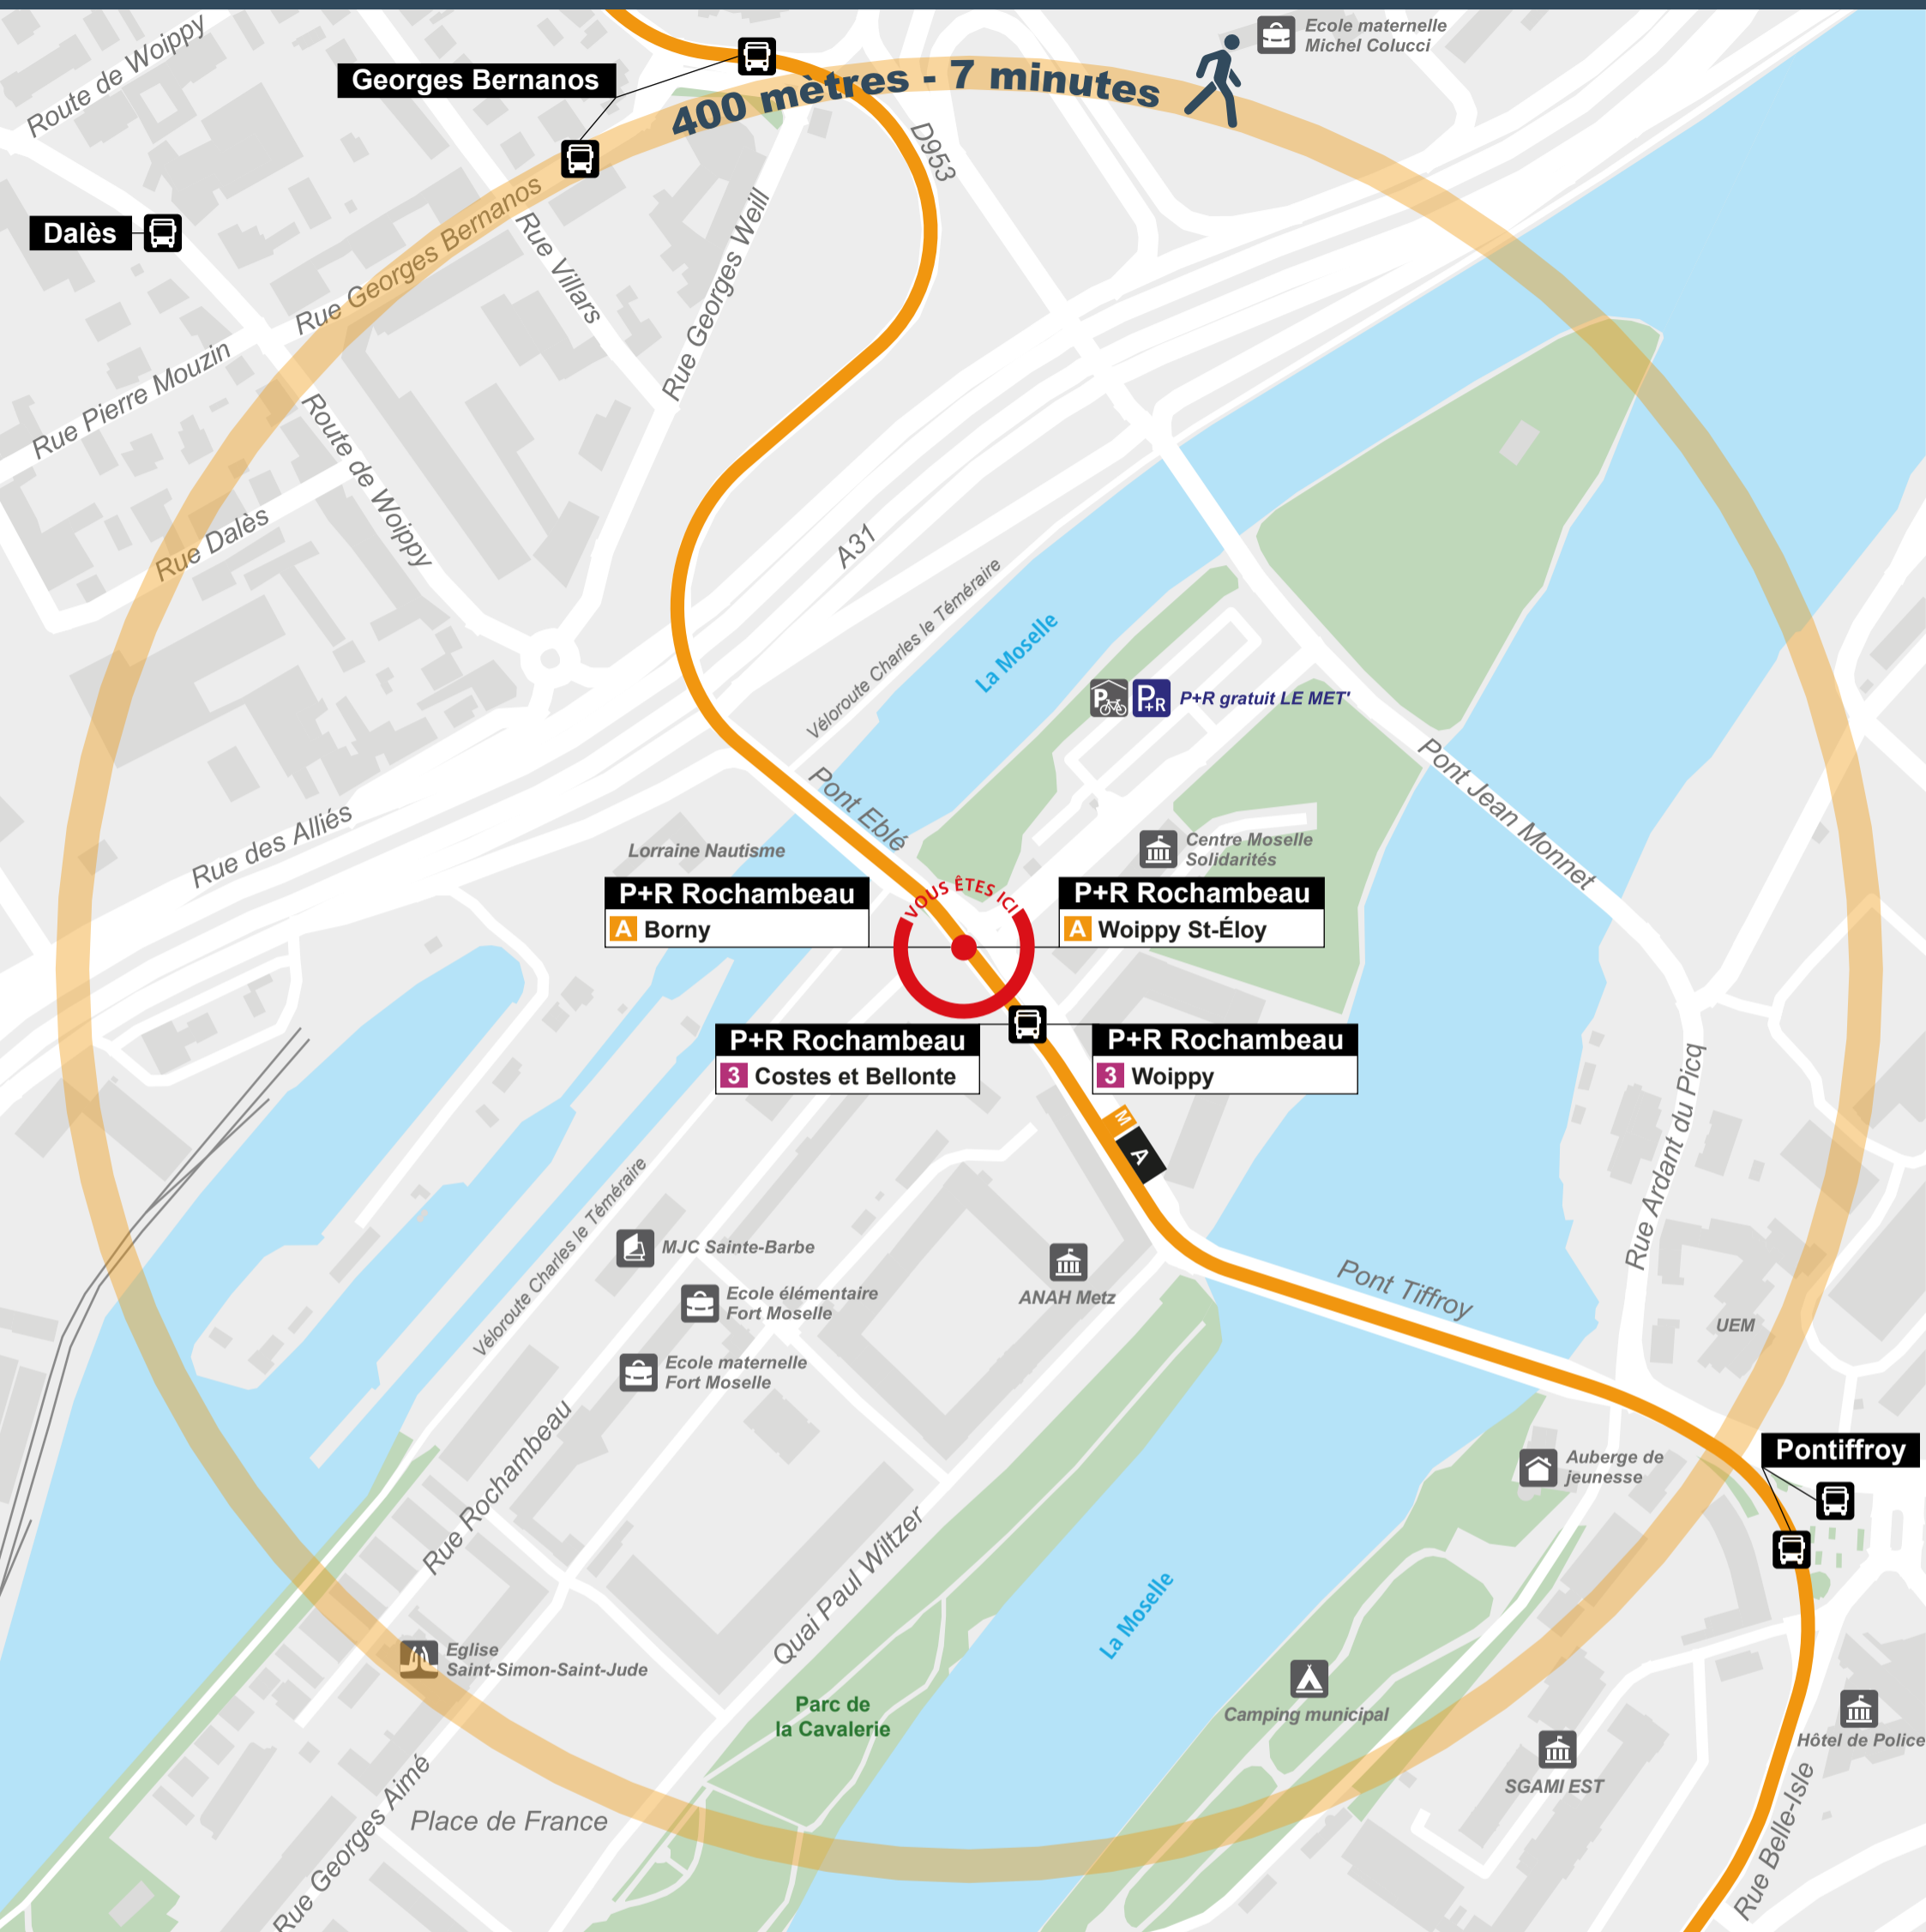 Ecole maternelle
Michel Colucci
Route de Woippy
Georges Bernanos
400 mètres - 7 minutes
D953
Dalès
Rue Georges Bernanos
Rue Villars
Rue Georges Weill
Rue Pierre Mouzin
Route de Woippy
Rue Dalès
A31
Véloroute Charles le Téméraire
La Moselle
P
P+R
P+R gratuit LE MET'
Pont Jean Monnet
Pont Eblé
Rue des Alliés
Lorraine Nautisme
Centre Moselle
Solidarités
VOUS ÊTES ICI
P+R Rochambeau
A Borny
P+R Rochambeau
A Woippy St-Éloy
P+R Rochambeau
3 Costes et Bellonte
P+R Rochambeau
3 Woippy
M
A
Rue Ardant du Picq
Véloroute Charles le Téméraire
MJC Sainte-Barbe
Ecole élémentaire
Fort Moselle
ANAH Metz
Pont Tiffroy
UEM
Ecole maternelle
Fort Moselle
Rue Rochambeau
Auberge de
jeunesse
Pontiffroy
Quai Paul Wiltzer
La Moselle
Eglise
Saint-Simon-Saint-Jude
Parc de
la Cavalerie
Camping municipal
Hôtel de Police
SGAMI EST
Rue Georges Aimé
Place de France
Rue Belle-Isle